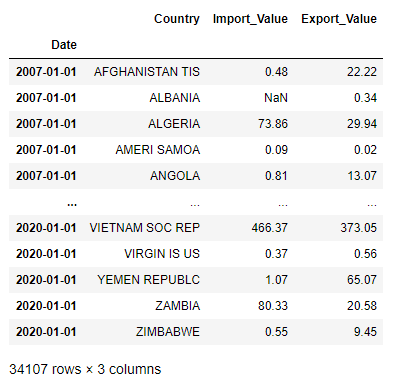 Country Import_Value Export_Value
Date
2007-01-01 AFGHANISTAN TIS 0.48 22.22
2007-01-01 ALBANIA NaN 0.34
2007-01-01 ALGERIA 73.86 29.94
2007-01-01 AMERI SAMOA 0.09 0.02
2007-01-01 ANGOLA 0.81 13.07
... ... ... ...
2020-01-01 VIETNAM SOC REP 466.37 373.05
2020-01-01 VIRGIN IS US 0.37 0.56
2020-01-01 YEMEN REPUBLC 1.07 65.07
2020-01-01 ZAMBIA 80.33 20.58
2020-01-01 ZIMBABWE 0.55 9.45
34107 rows × 3 columns